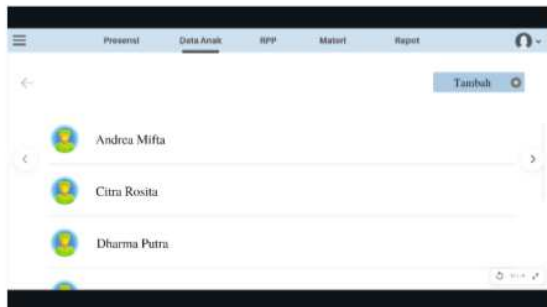 Presensi Data Anak RPP Materi Rapot
Tambah
Andrea Mifta
Citra Rosita
Dharma Putra